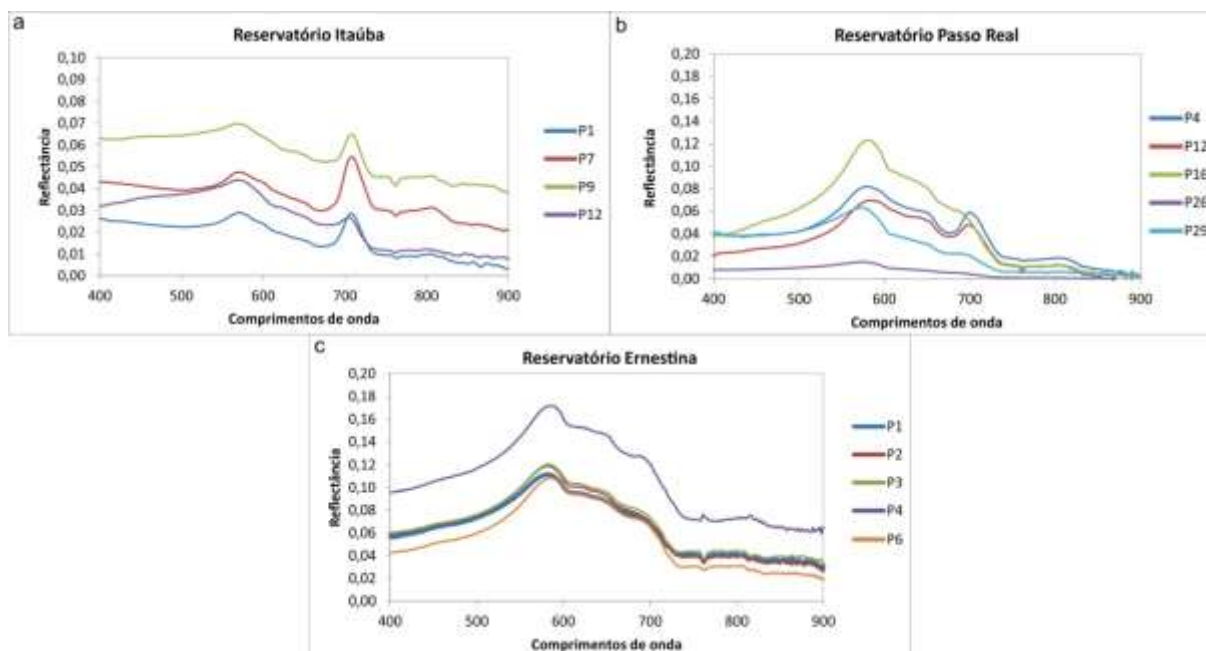 a
Reservatório Itaúba
Reflectância
0,10
0,09
0,08
0,07
0,06
0,05
0,04
0,03
0,02
0,01
0,00
400 500 600 700 800 900
Comprimentos de onda
P1
P7
P9
P12
b
Reservatório Passo Real
Reflectância
0,20
0,18
0,16
0,14
0,12
0,10
0,08
0,06
0,04
0,02
0,00
400 500 600 700 800 900
Comprimentos de onda
P4
P12
P16
P26
P29
c
Reservatório Ernestina
Reflectância
0,20
0,18
0,16
0,14
0,12
0,10
0,08
0,06
0,04
0,02
0,00
400 500 600 700 800 900
Comprimentos de onda
P1
P2
P3
P4
P6